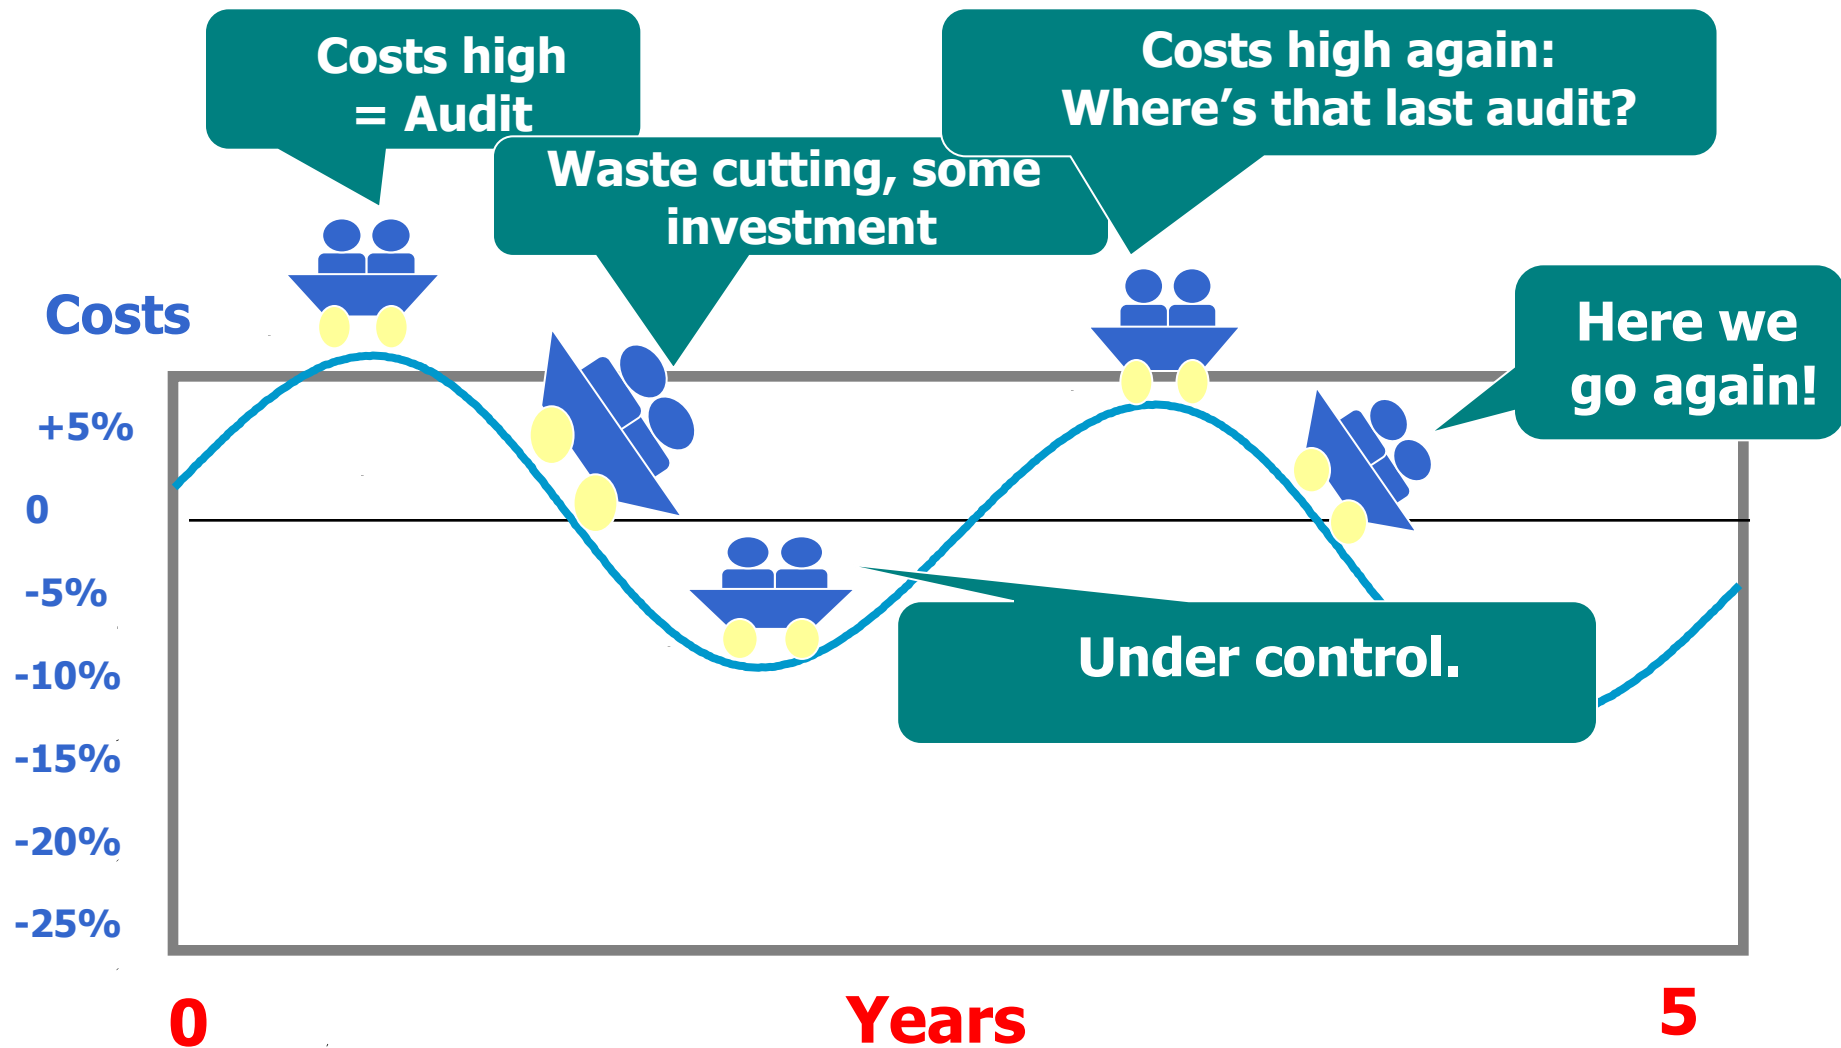 Costs high
= Audit
Waste cutting, some
investment
Costs high again:
Where’s that last audit?
Here we
go again!
Under control.
Costs
+5%
0
-5%
-10%
-15%
-20%
-25%
0
Years
5